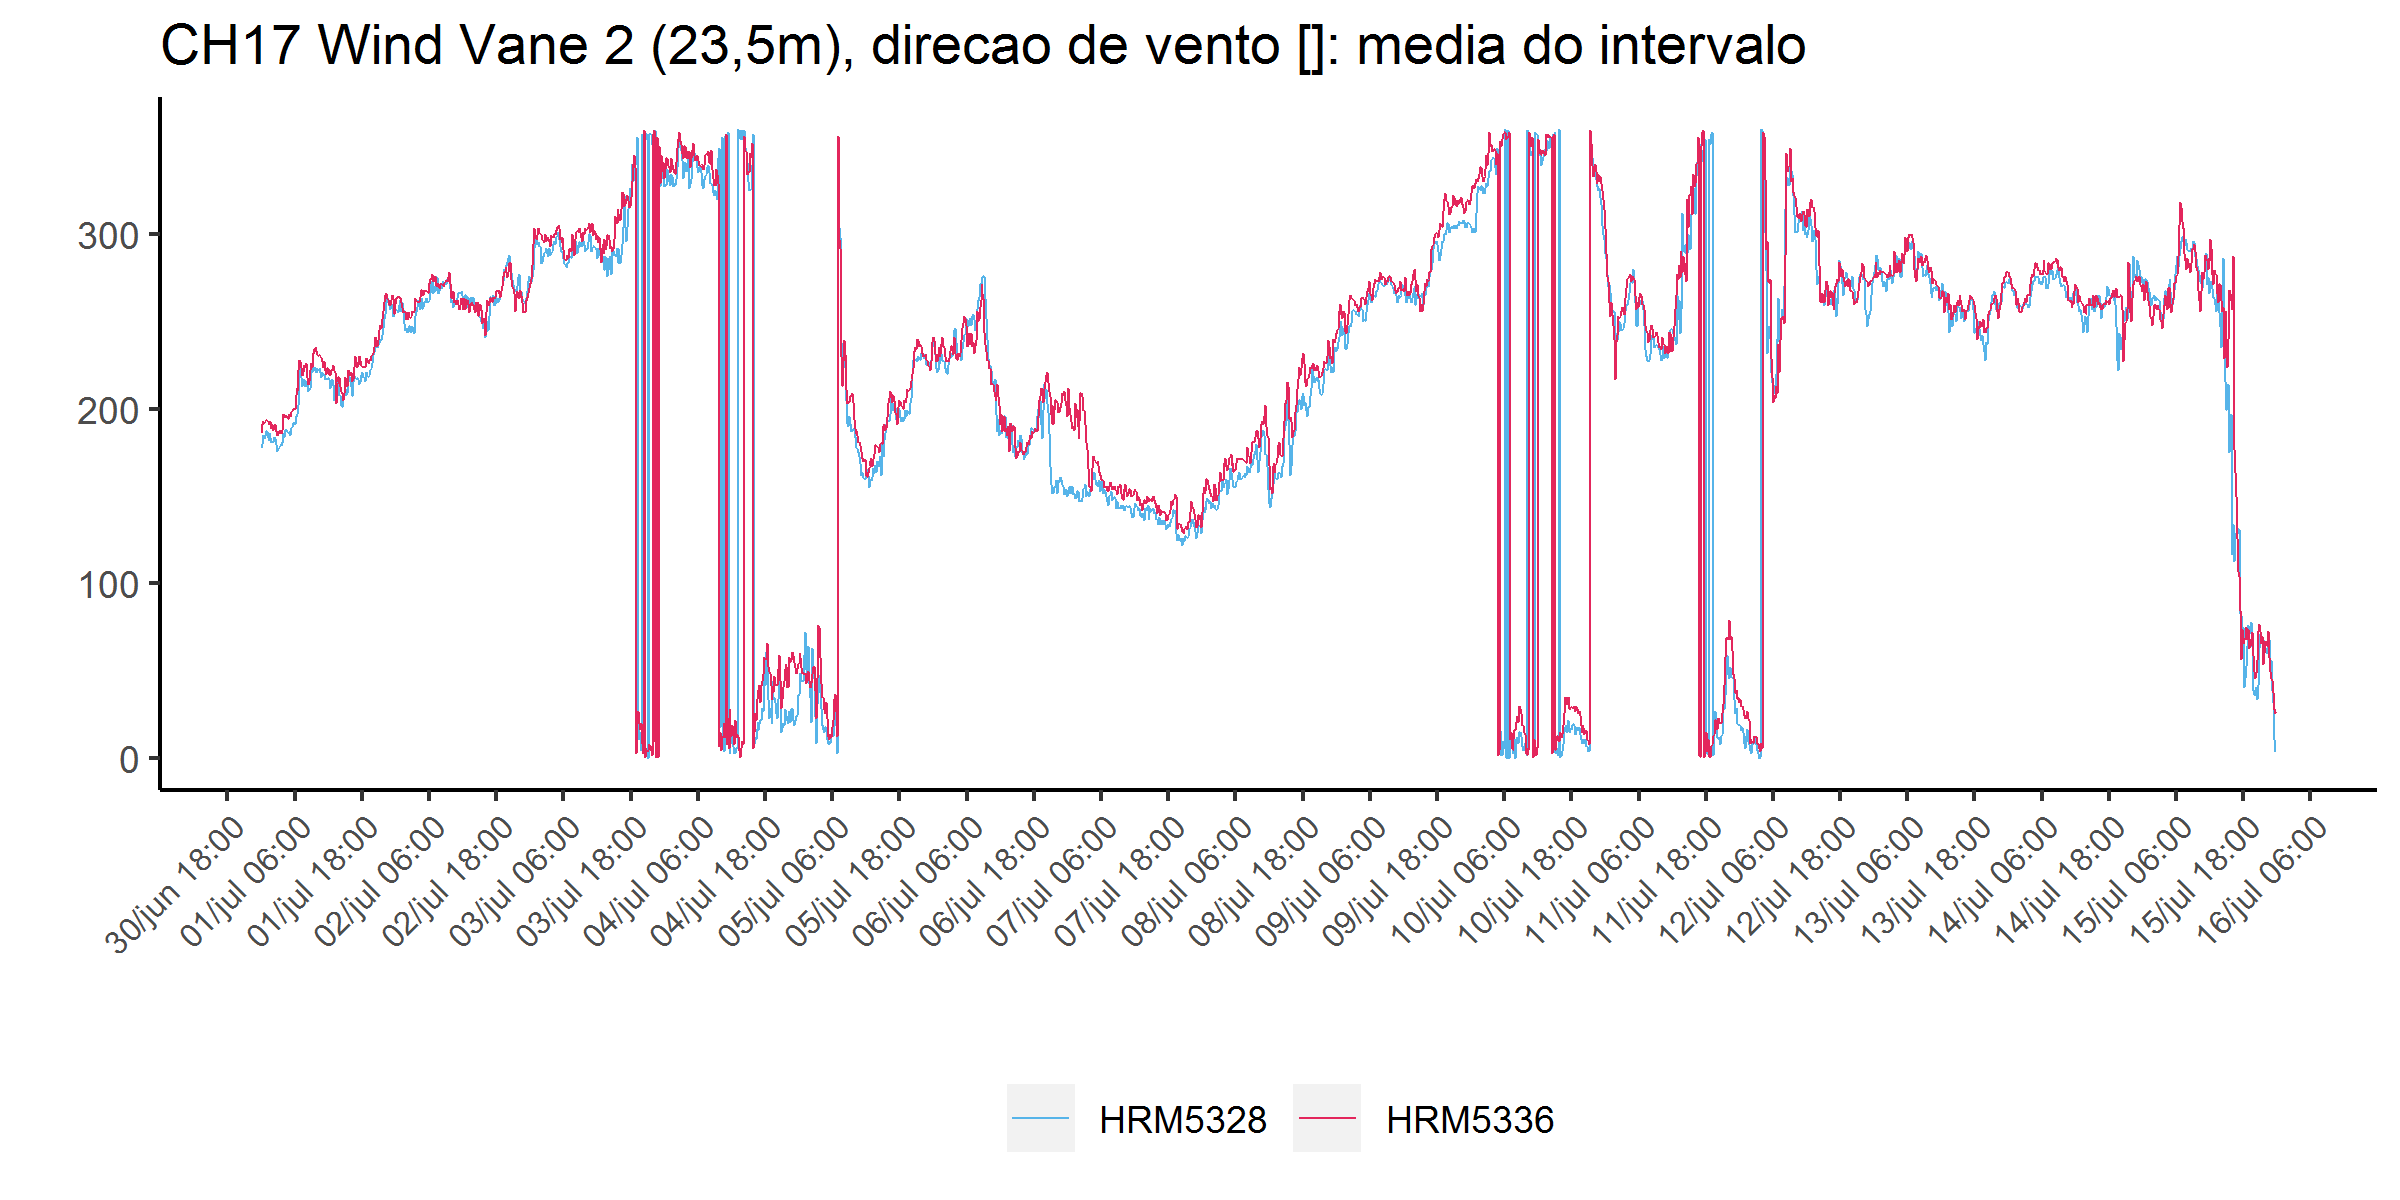 CH17 Wind Vane 2 (23,5m), direcao de vento []: media do intervalo
300
200
100
0
30/jun 18:00
01/jul 06:00
01/jul 18:00
02/jul 06:00
02/jul 18:00
03/jul 06:00
03/jul 18:00
04/jul 06:00
04/jul 18:00
05/jul 06:00
05/jul 18:00
06/jul 06:00
06/jul 18:00
07/jul 06:00
07/jul 18:00
08/jul 06:00
08/jul 18:00
09/jul 06:00
09/jul 18:00
10/jul 06:00
10/jul 18:00
11/jul 06:00
11/jul 18:00
12/jul 06:00
12/jul 18:00
13/jul 06:00
13/jul 18:00
14/jul 06:00
14/jul 18:00
15/jul 06:00
15/jul 18:00
16/jul 06:00
HRM5328
HRM5336